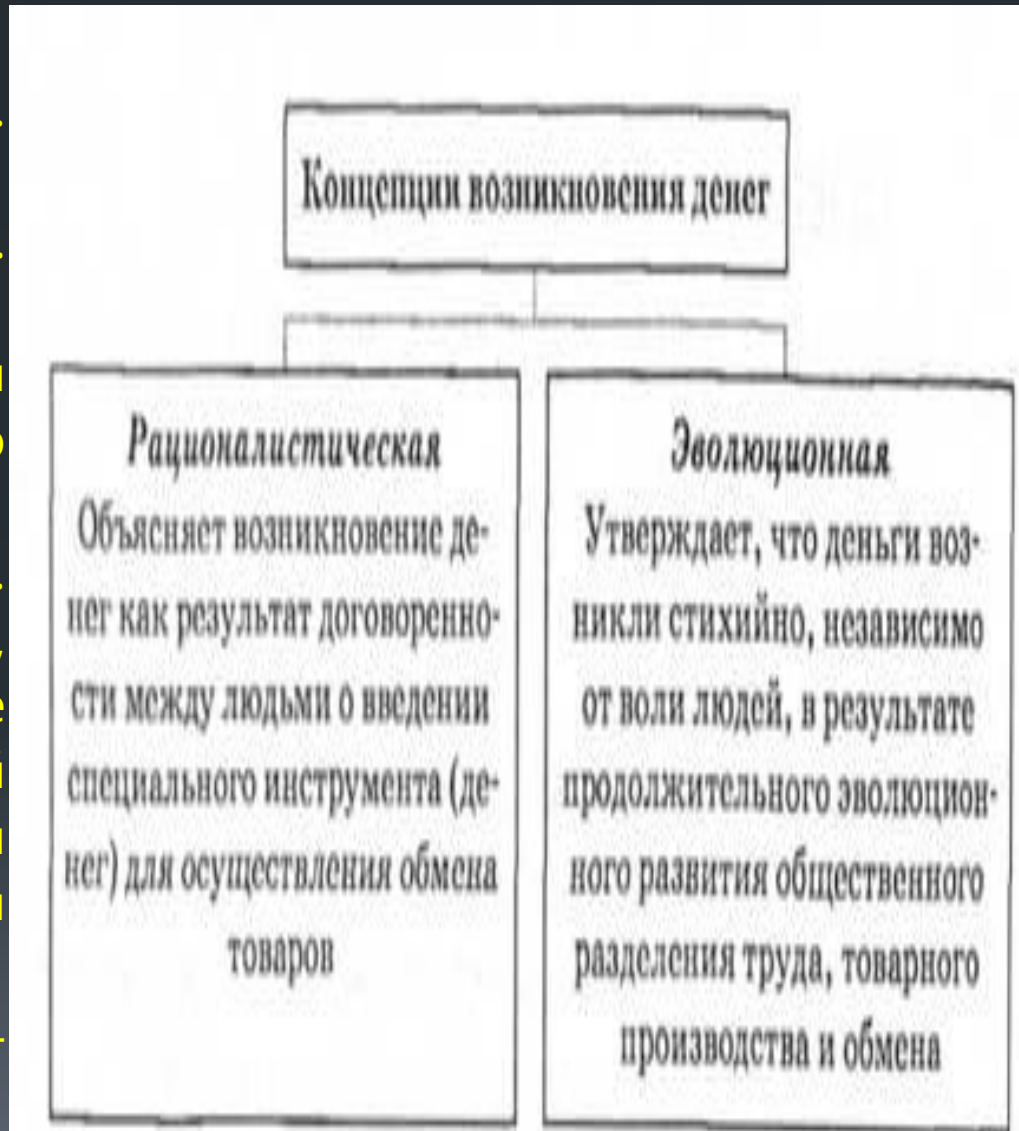 Концепции возникновения денег
Рационалистическая
Объясняет возникновение де-
нег как результат договоренно-
сти между людьми о введении
специального инструмента (де-
нег) для осуществления обмена
товаров
Эволюционная
Утверждает, что деньги воз-
никли стихийно, независимо
от воли людей, в результате
продолжительного эволюцион-
ного развития общественного
разделения труда, товарного
производства и обмена